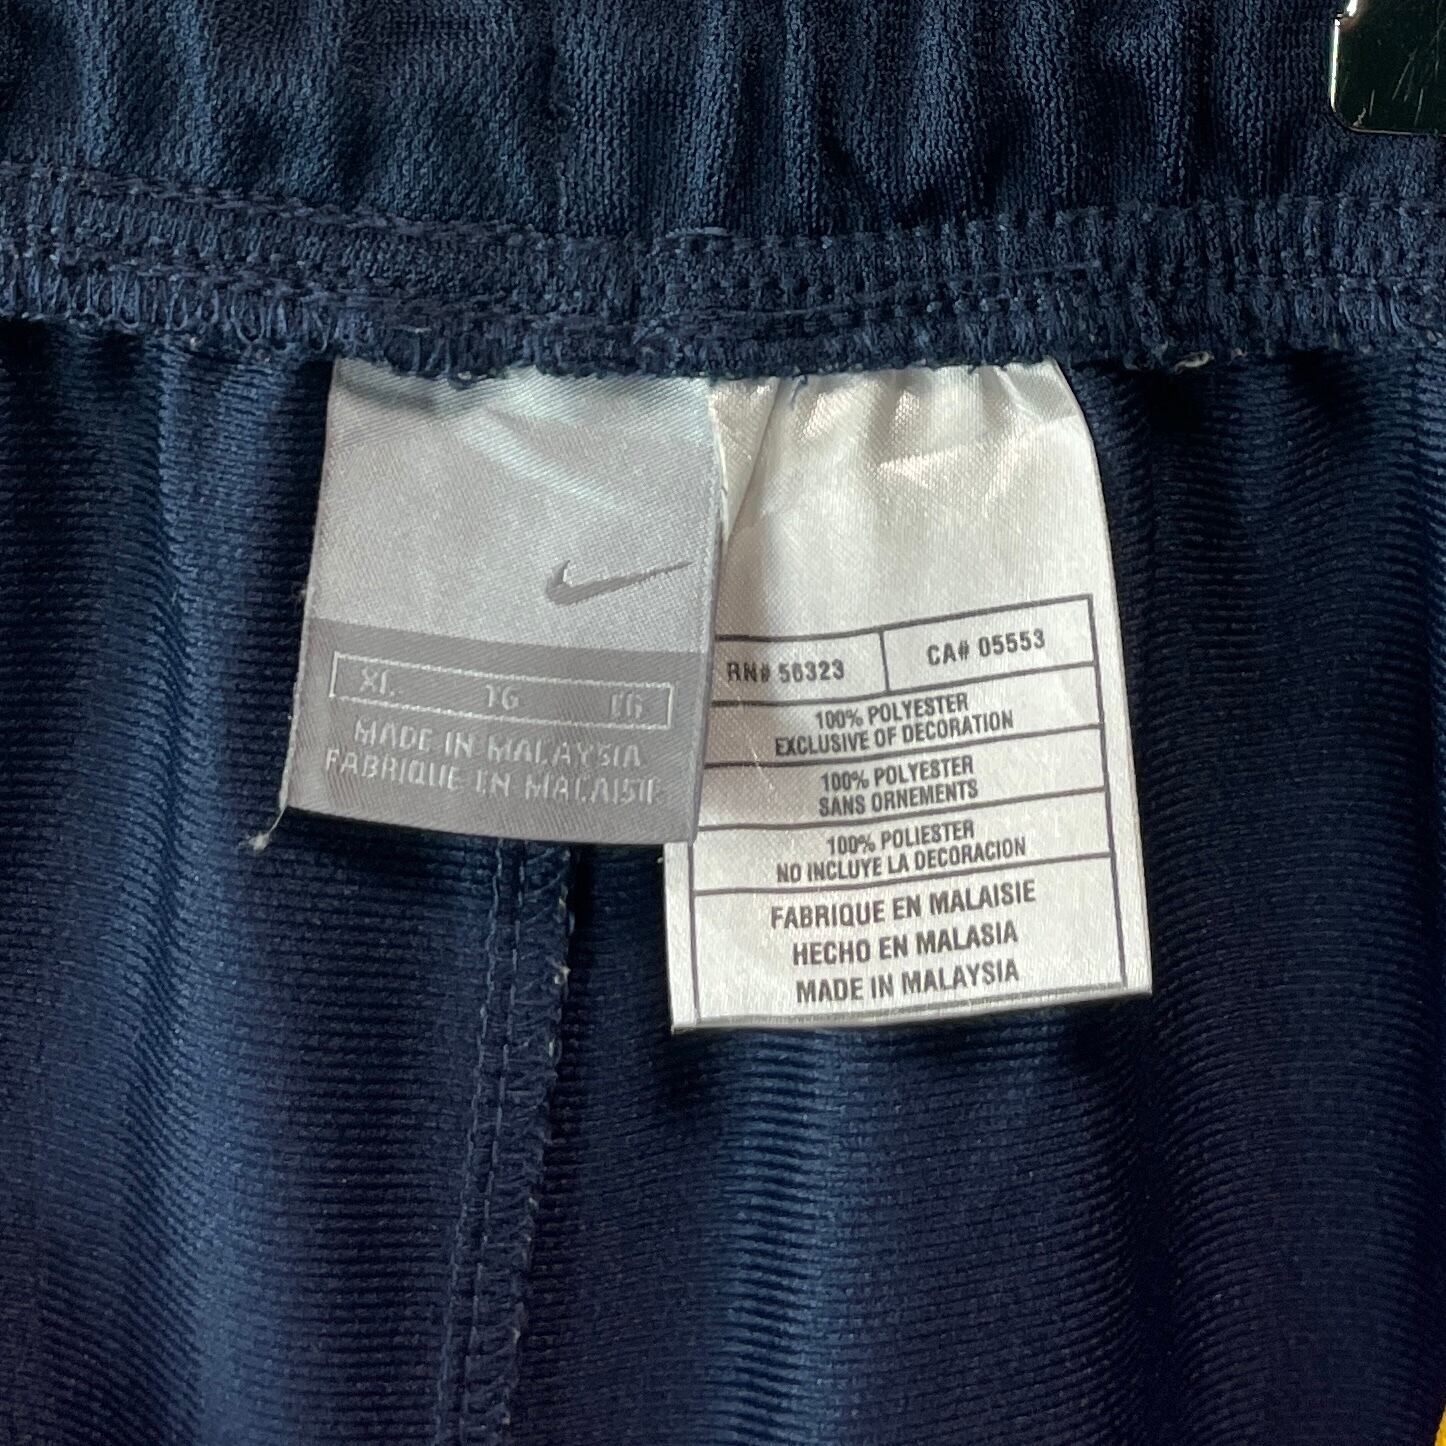 XL TG EG
MADE IN MALAYSIA
FABRIQUE EN MALAISIE
RN# 56323 CA# 05553
100% POLYESTER
EXCLUSIVE OF DECORATION
100% POLYESTER
SANS ORNEMENTS
100% POLIESTER
NO INCLUYE LA DECORACION
FABRIQUE EN MALAISIE
HECHO EN MALASIA
MADE IN MALAYSIA